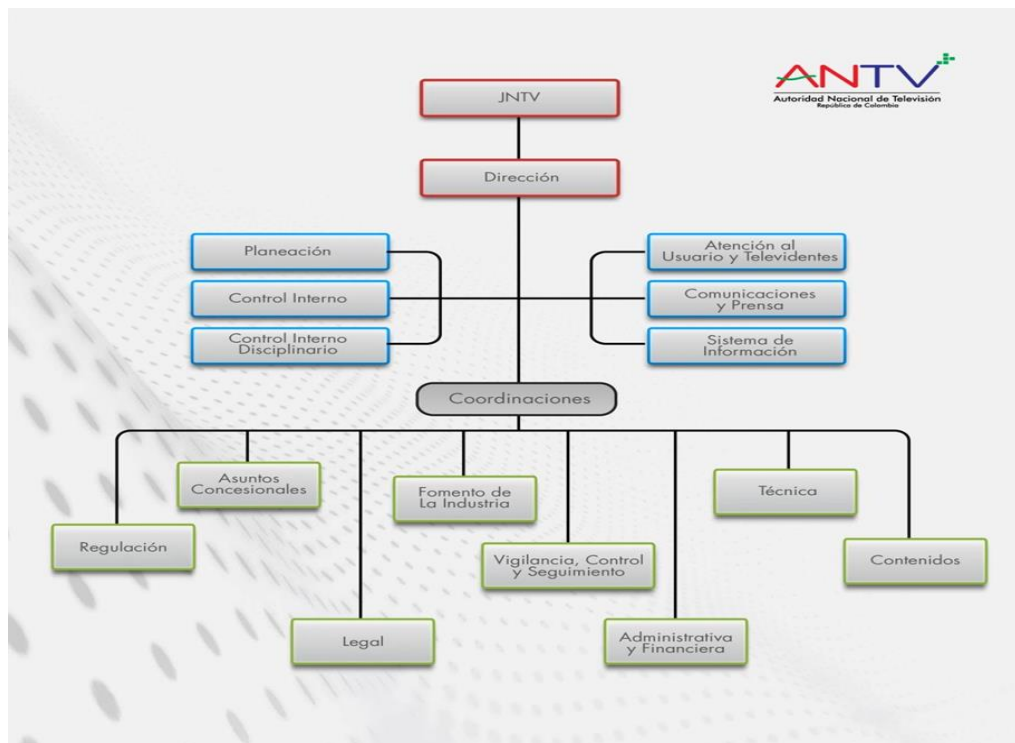 ANTV
Autoridad Nacional de Televisión
República de Colombia
JNTV
Dirección
Planeación
Atención al
Usuario y Televidentes
Control Interno
Comunicaciones
y Prensa
Control Interno
Disciplinario
Sistema de
Información
Coordinaciones
Asuntos
Concesionales
Fomento de
La Industria
Técnica
Regulación
Vigilancia, Control
y Seguimiento
Contenidos
Legal
Administrativa
y Financiera